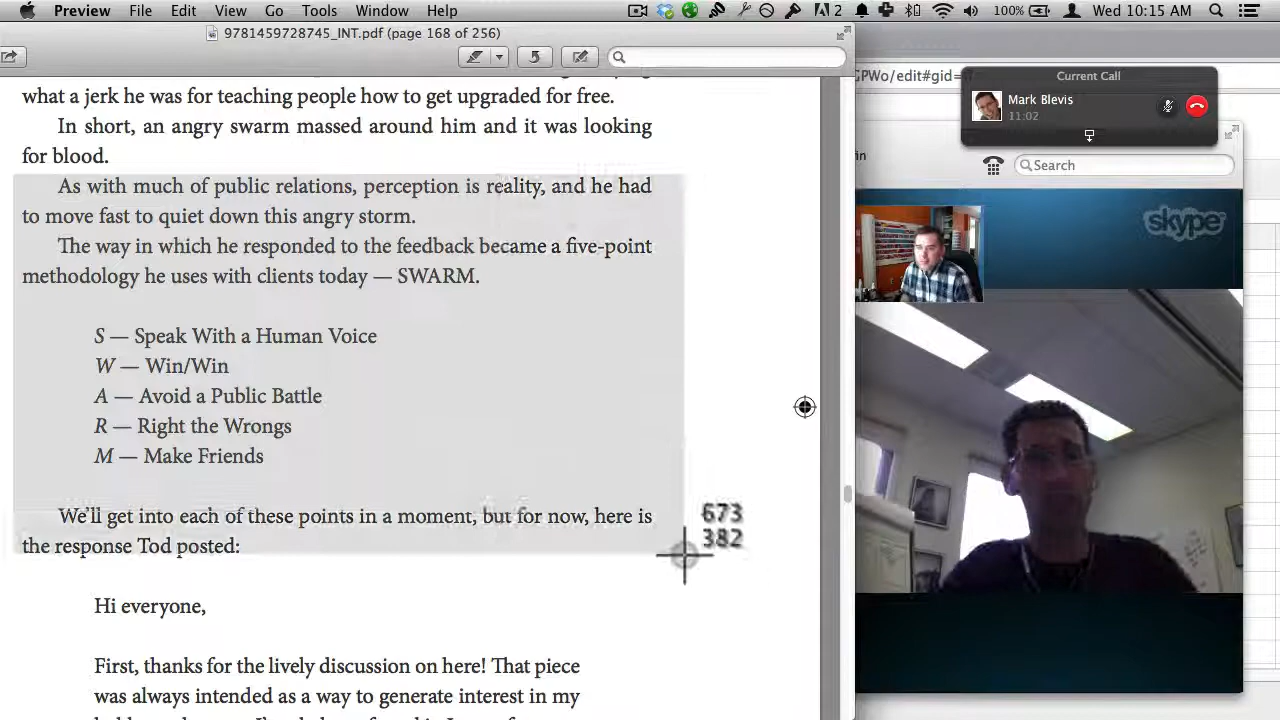 Preview File Edit View Go Tools Window Help 2 100% Wed 10:15 AM
9781459728745_INT.pdf (page 168 of 256)
what a jerk he was for teaching people how to get upgraded for free.
In short, an angry swarm massed around him and it was looking
for blood.
As with much of public relations, perception is reality, and he had
to move fast to quiet down this angry storm.
The way in which he responded to the feedback became a five-point
methodology he uses with clients today — SWARM.
S — Speak With a Human Voice
W — Win/Win
A — Avoid a Public Battle
R — Right the Wrongs
M — Make Friends
We'll get into each of these points in a moment, but for now, here is
the response Tod posted:
673
382
Hi everyone,
First, thanks for the lively discussion on here! That piece
was always intended as a way to generate interest in my
GPWo/edit#gid=
Current Call
Mark Blevis
11:02
in
Search
skype